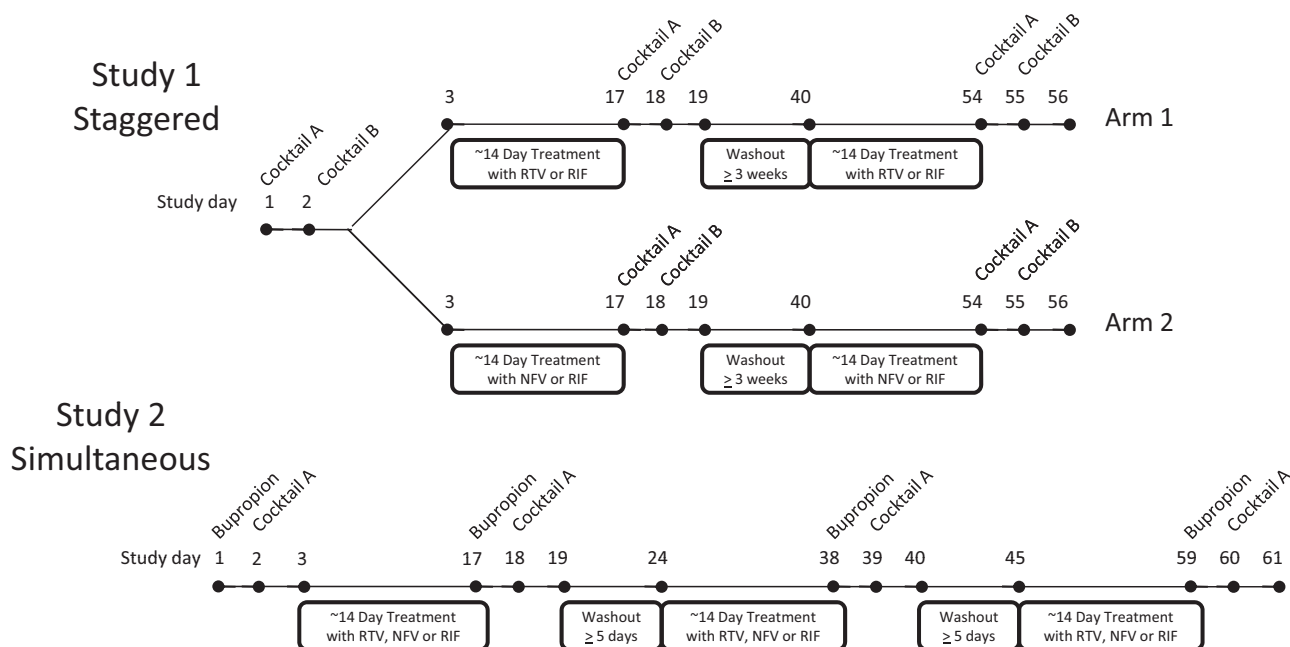 Study 1
Staggered
Study day
Cocktail A
Cocktail B
1 2
3 17 18 19 40 54 55 56
Cocktail A
Cocktail B
Cocktail A
Cocktail B
Arm 1
~14 Day Treatment
with RTV or RIF
Washout
≥ 3 weeks
~14 Day Treatment
with RTV or RIF
3 17 18 19 40 54 55 56
Cocktail A
Cocktail B
Cocktail A
Cocktail B
Arm 2
~14 Day Treatment
with NFV or RIF
Washout
≥ 3 weeks
~14 Day Treatment
with NFV or RIF
Study 2
Simultaneous
Bupropion
Cocktail A
Bupropion
Cocktail A
Bupropion
Cocktail A
Bupropion
Cocktail A
Study day 1 2 3 17 18 19 24 38 39 40 45 59 60 61
~14 Day Treatment
with RTV, NFV or RIF
Washout
≥ 5 days
~14 Day Treatment
with RTV, NFV or RIF
Washout
≥ 5 days
~14 Day Treatment
with RTV, NFV or RIF